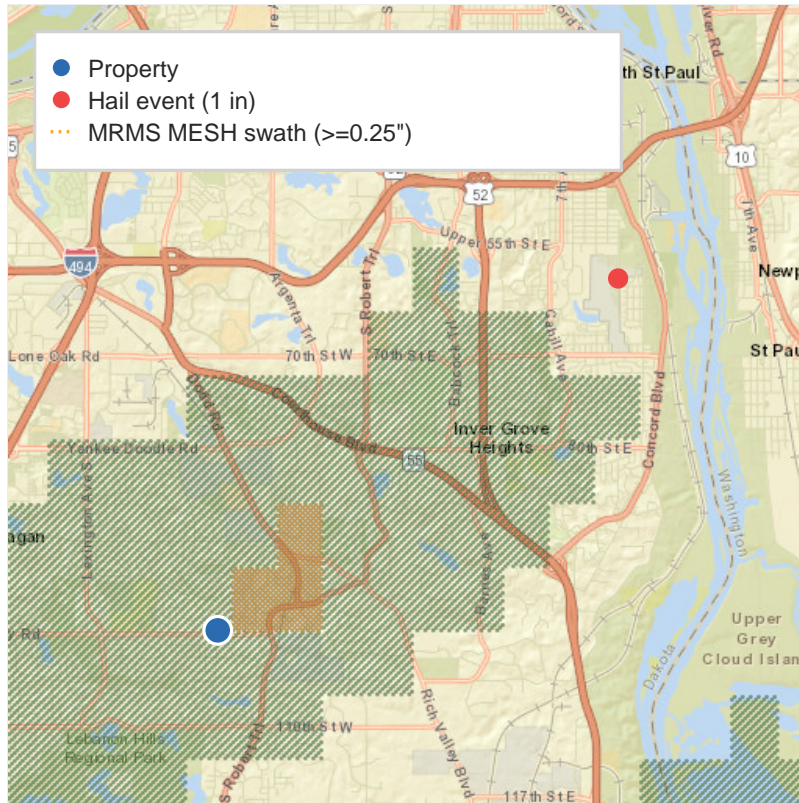 Property
Hail event (1 in)
MRMS MESH swath (>=0.25")
th St Paul
10
7th Ave
52
7th A
Upper 55th St E
494
S Robert Trl
Argenta Trl
Newp
Lone Oak Rd
70th St W
70th St E
Babcock Trl
Cahill Ave
St Pau
Dodd Rd
Courthouse Blvd
Concord Blvd
Inver Grove
Heights
Yankee Doodle Rd
55
80th St E
Lexington Ave S
Washington
agan
Barnes Ave
Upper
Grey
Cloud Islan
y Rd
Dakota
110th St W
Rich Valley Blvd
Lebanon Hills
Regional Park
S Robert Trl
117th St E